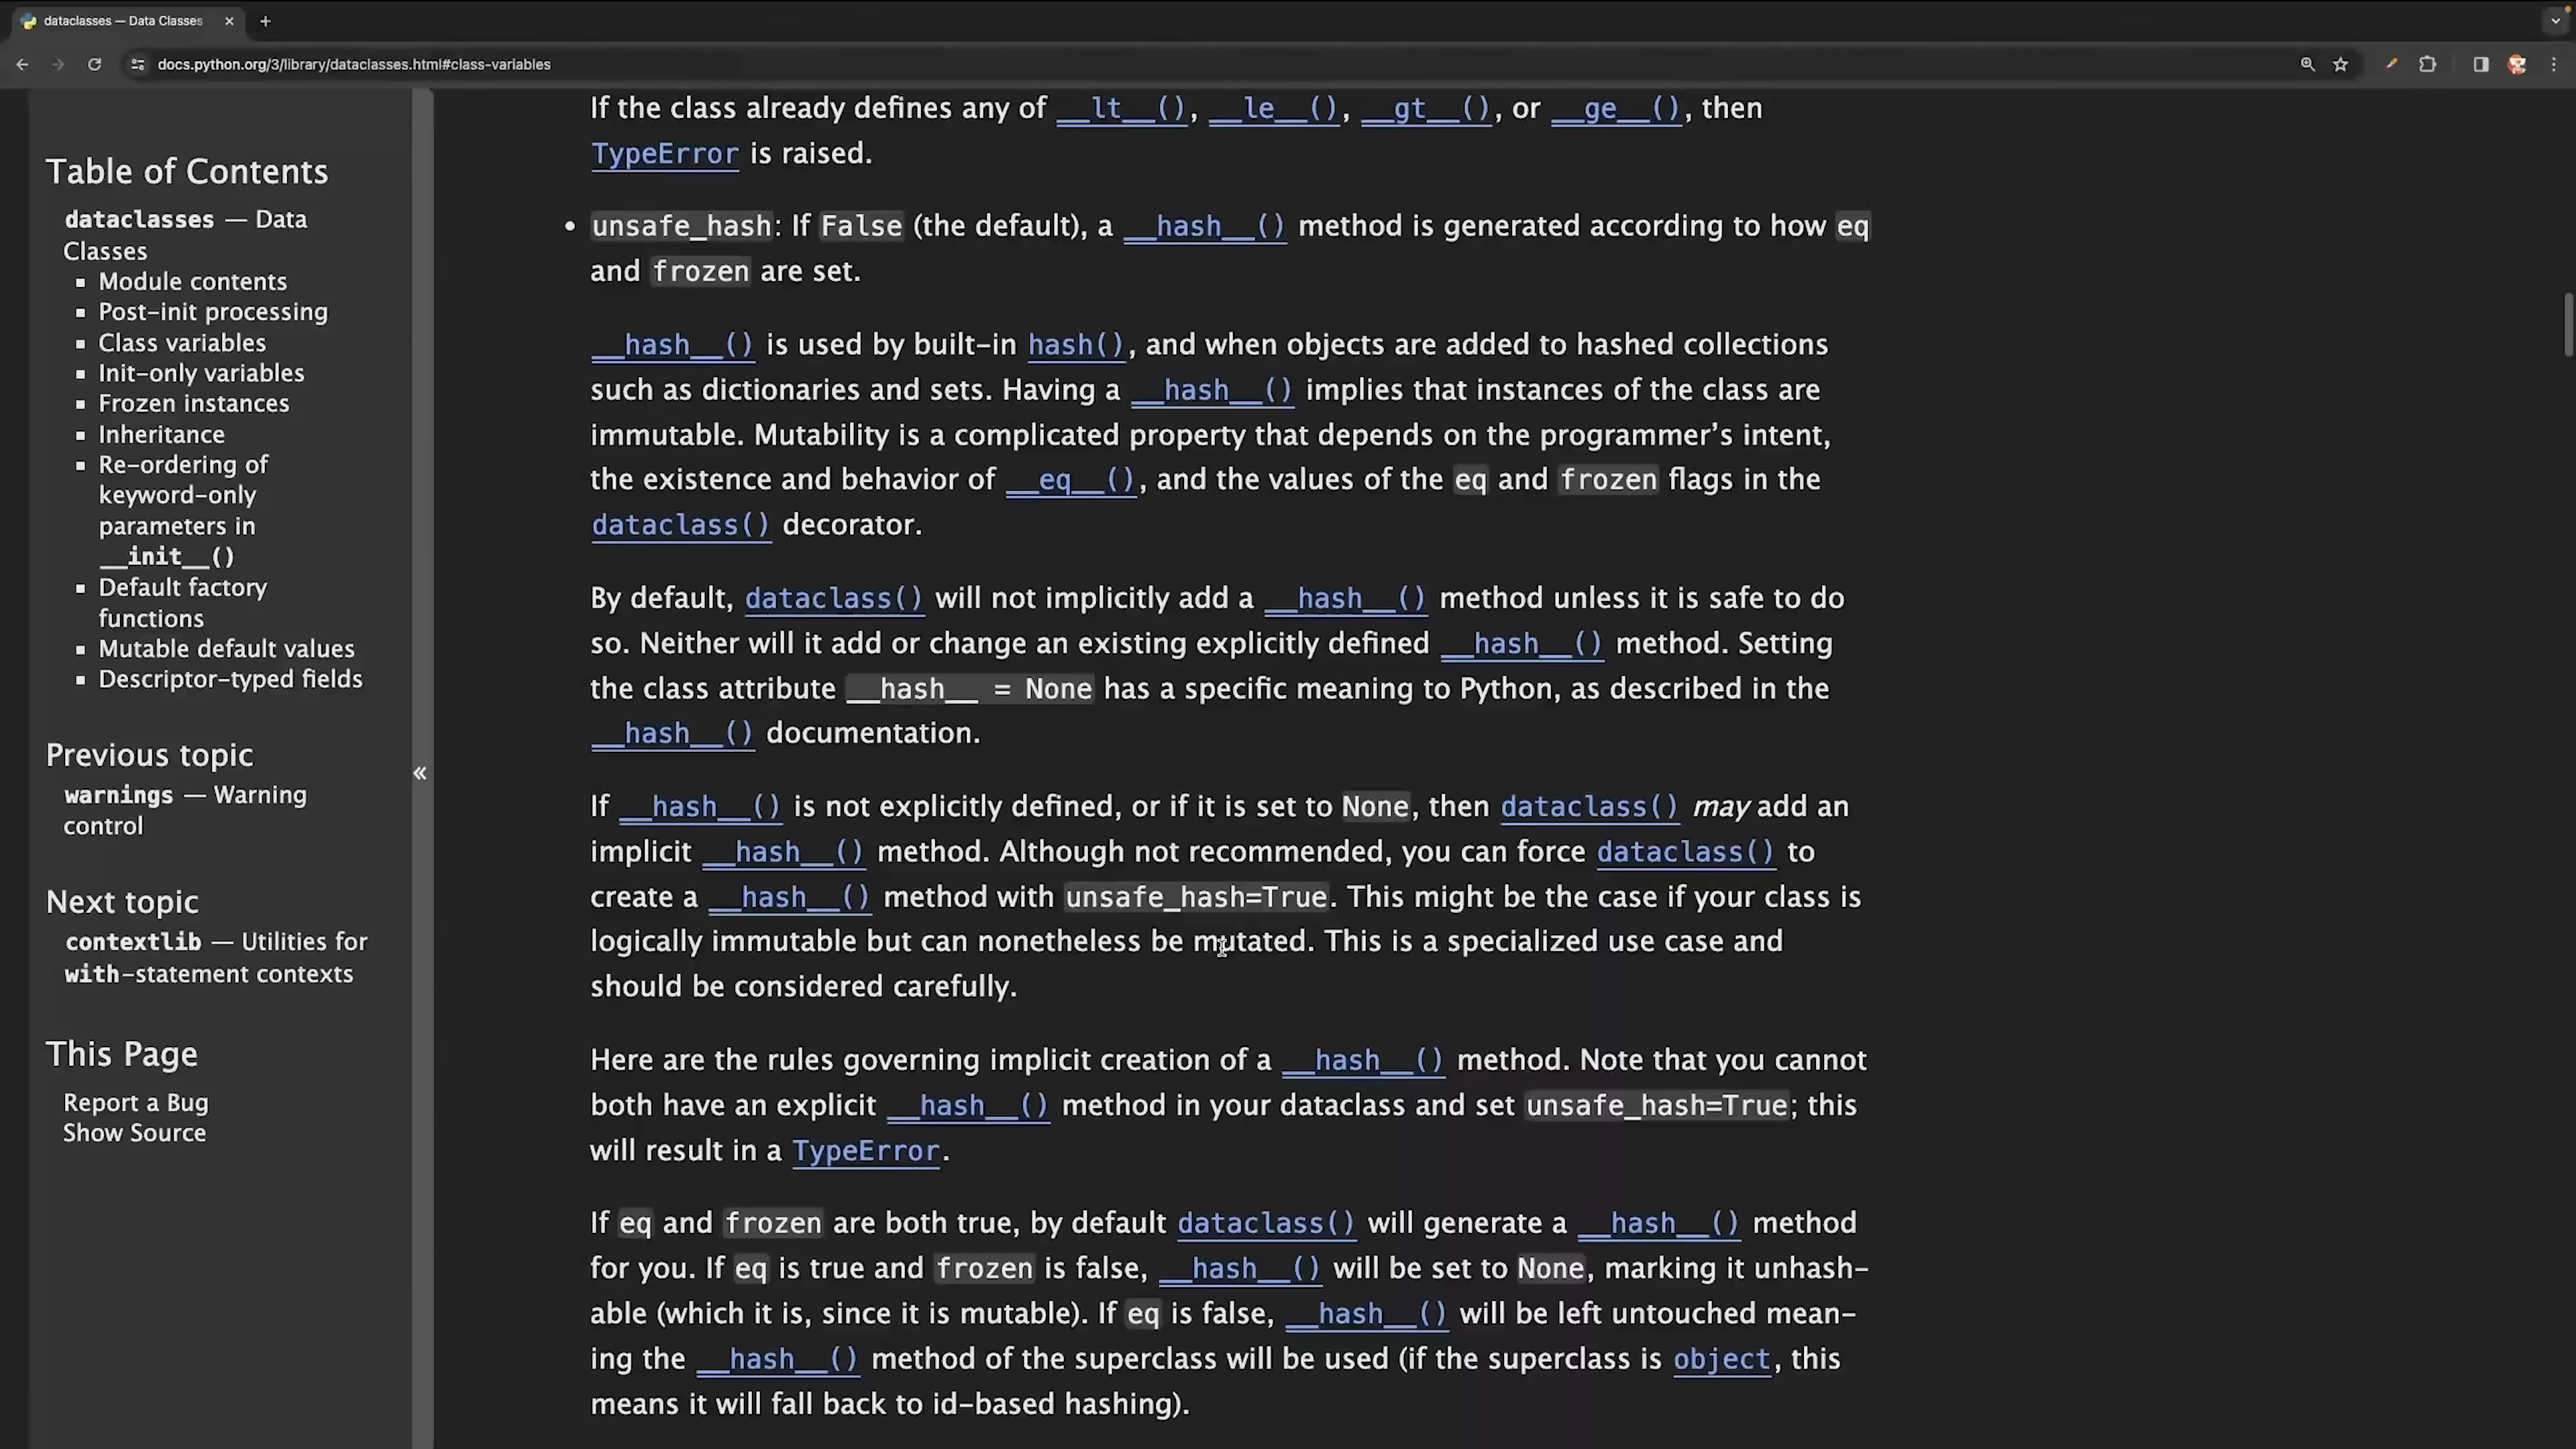 dataclasses — Data Classes
docs.python.org/3/library/dataclasses.html#class-variables
Table of Contents
dataclasses — Data
Classes
Module contents
Post-init processing
Class variables
Init-only variables
Frozen instances
Inheritance
Re-ordering of
keyword-only
parameters in
__init__()
Default factory
functions
Mutable default values
Descriptor-typed fields
Previous topic
warnings — Warning
control
Next topic
contextlib — Utilities for
with-statement contexts
This Page
Report a Bug
Show Source
«
If the class already defines any of __lt__(), __le__(), __gt__(), or __ge__(), then
TypeError is raised.
• unsafe_hash: If False (the default), a __hash__() method is generated according to how eq
and frozen are set.
__hash__() is used by built-in hash(), and when objects are added to hashed collections
such as dictionaries and sets. Having a __hash__() implies that instances of the class are
immutable. Mutability is a complicated property that depends on the programmer’s intent,
the existence and behavior of __eq__(), and the values of the eq and frozen flags in the
dataclass() decorator.
By default, dataclass() will not implicitly add a __hash__() method unless it is safe to do
so. Neither will it add or change an existing explicitly defined __hash__() method. Setting
the class attribute __hash__ = None has a specific meaning to Python, as described in the
__hash__() documentation.
If __hash__() is not explicitly defined, or if it is set to None, then dataclass() may add an
implicit __hash__() method. Although not recommended, you can force dataclass() to
create a __hash__() method with unsafe_hash=True. This might be the case if your class is
logically immutable but can nonetheless be mutated. This is a specialized use case and
should be considered carefully.
Here are the rules governing implicit creation of a __hash__() method. Note that you cannot
both have an explicit __hash__() method in your dataclass and set unsafe_hash=True; this
will result in a TypeError.
If eq and frozen are both true, by default dataclass() will generate a __hash__() method
for you. If eq is true and frozen is false, __hash__() will be set to None, marking it unhash-
able (which it is, since it is mutable). If eq is false, __hash__() will be left untouched mean-
ing the __hash__() method of the superclass will be used (if the superclass is object, this
means it will fall back to id-based hashing).